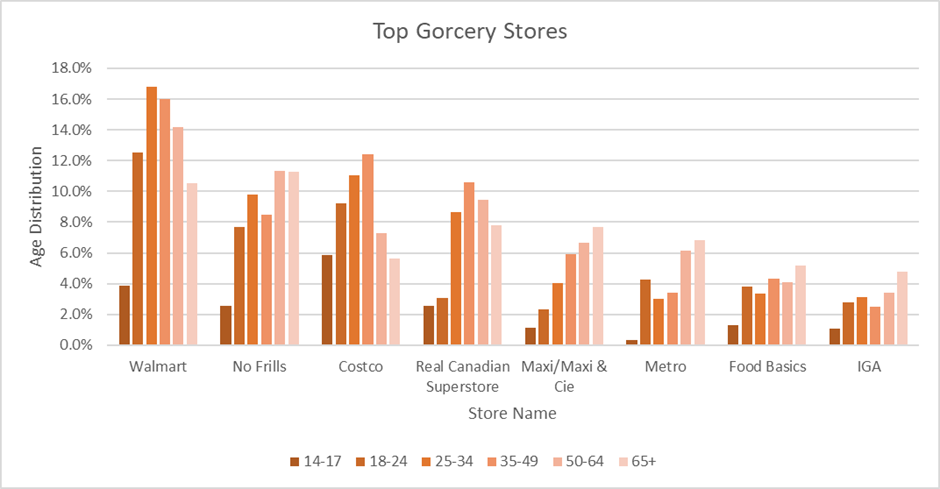 Top Gorcery Stores
18.0%
16.0%
14.0%
12.0%
10.0%
8.0%
6.0%
4.0%
2.0%
0.0%
Age Distribution
Walmart
No Frills
Costco
Real Canadian
Superstore
Maxi/Maxi &
Cie
Metro
Food Basics
IGA
Store Name
14-17 18-24 25-34 35-49 50-64 65+